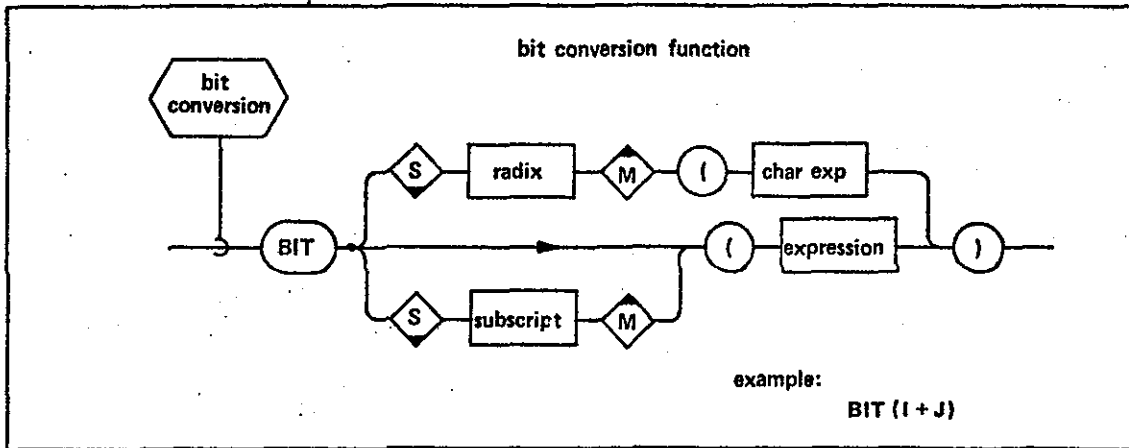 bit conversion function
bit
conversion
S radix M ( char exp
BIT ( expression )
S subscript M
example:
BIT (I + J)